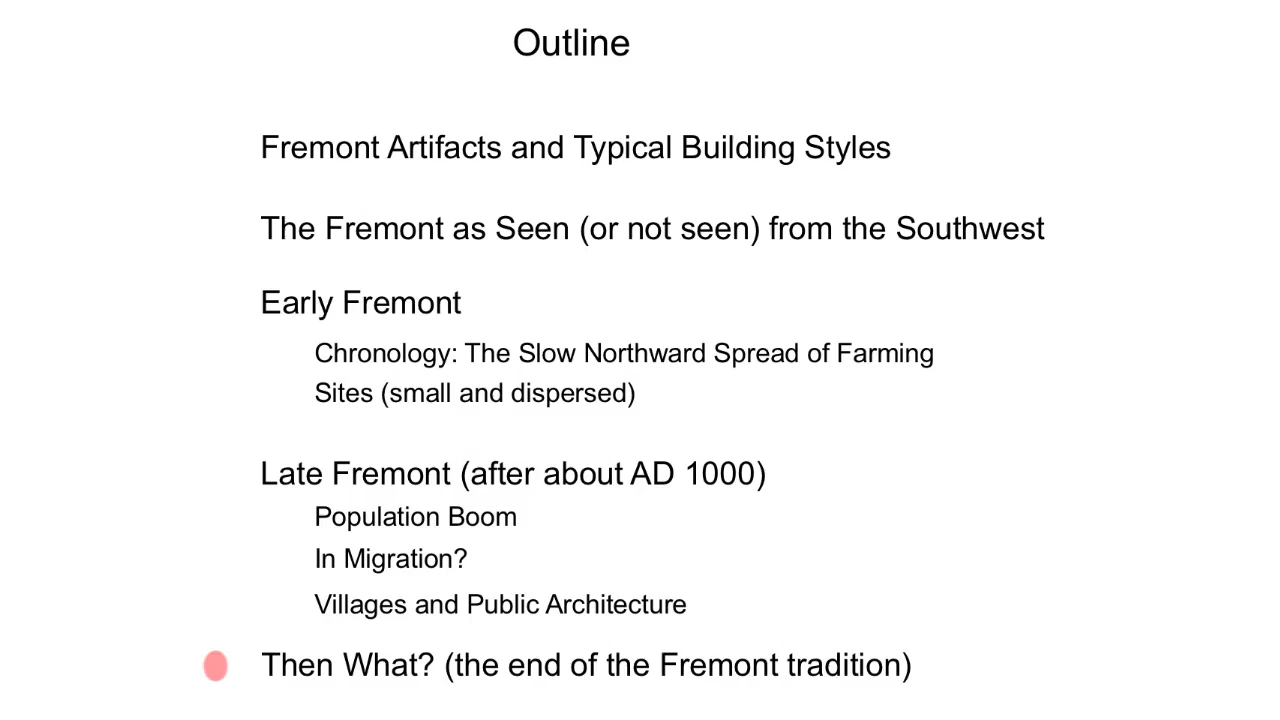 Outline
Fremont Artifacts and Typical Building Styles
The Fremont as Seen (or not seen) from the Southwest
Early Fremont
Chronology: The Slow Northward Spread of Farming
Sites (small and dispersed)
Late Fremont (after about AD 1000)
Population Boom
In Migration?
Villages and Public Architecture
Then What? (the end of the Fremont tradition)